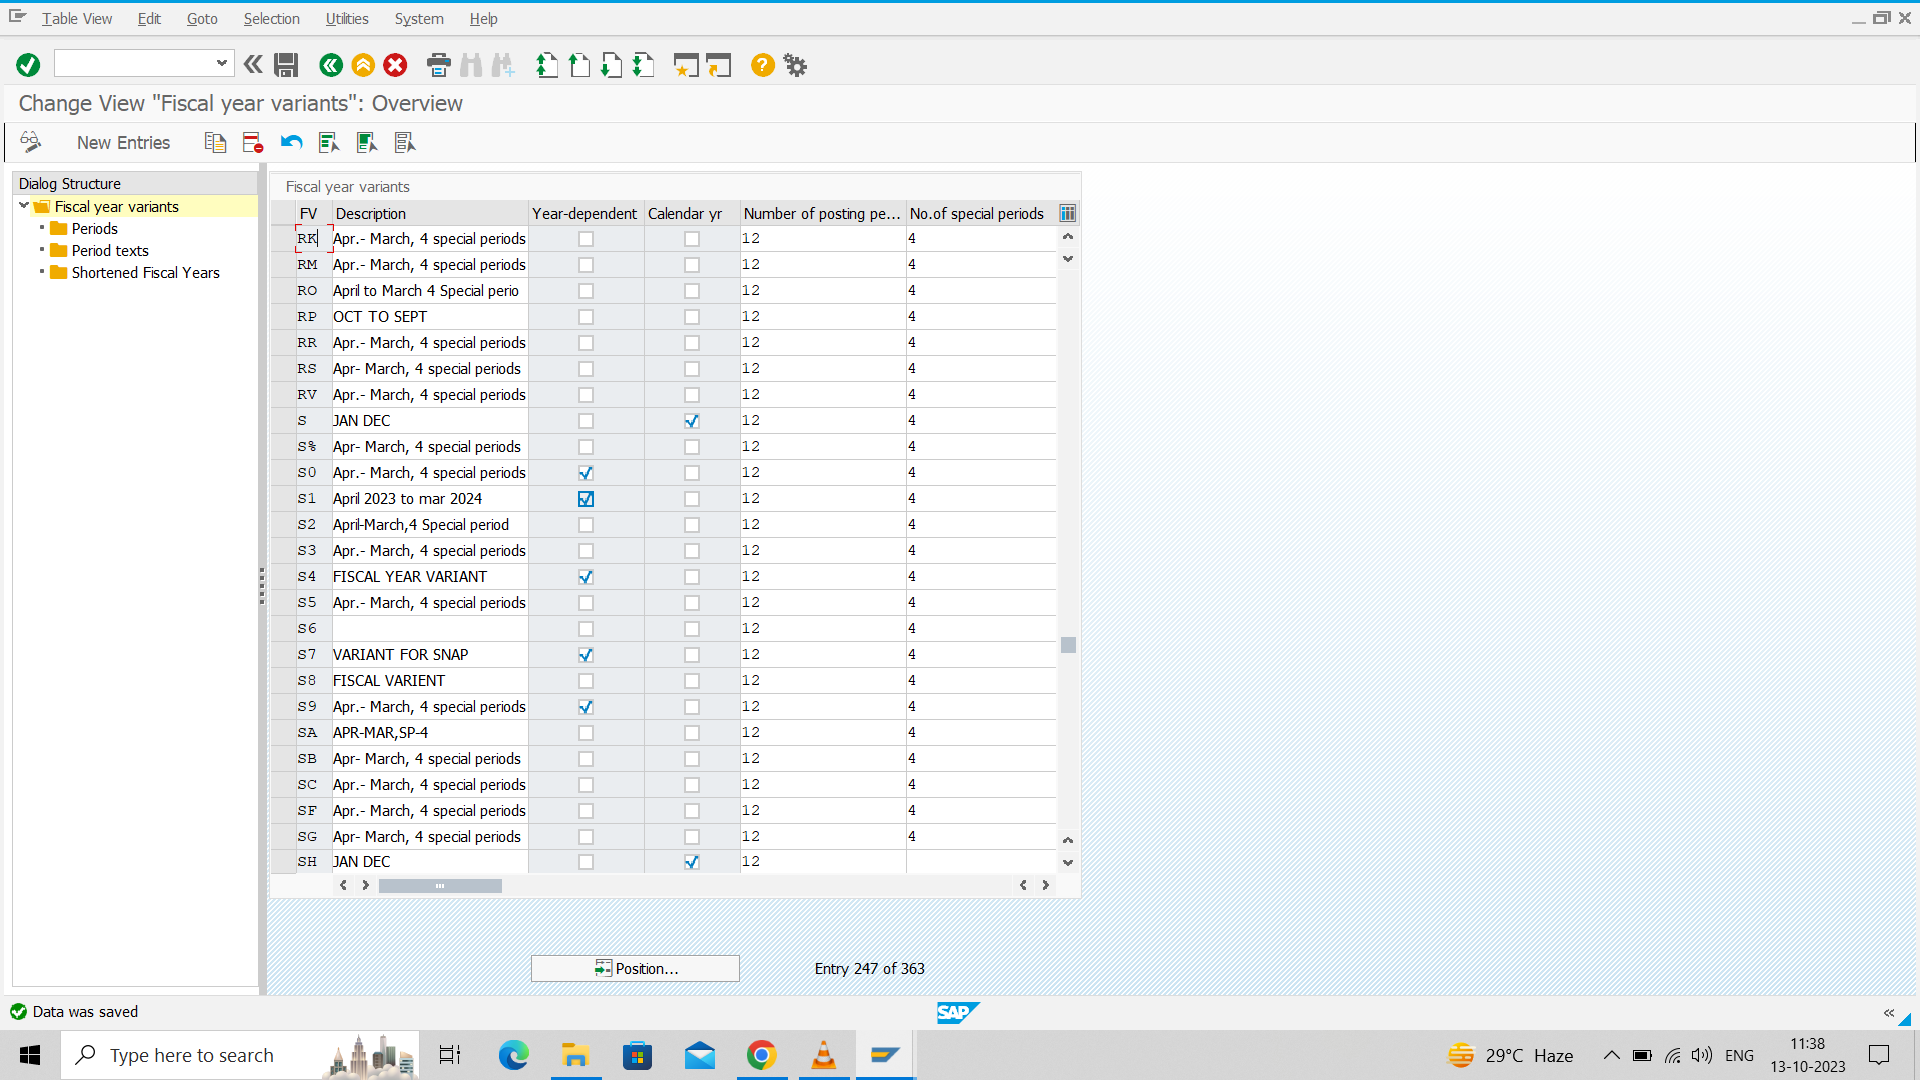 Table View Edit Goto Selection Utilities System Help
Change View "Fiscal year variants": Overview
New Entries
Dialog Structure
Fiscal year variants
Periods
Period texts
Shortened Fiscal Years
Fiscal year variants
FV Description Year-dependent Calendar yr Number of posting pe... No.of special periods
RK Apr.- March, 4 special periods 12 4
RM Apr.- March, 4 special periods 12 4
RO April to March 4 Special perio 12 4
RP OCT TO SEPT 12 4
RR Apr.- March, 4 special periods 12 4
RS Apr- March, 4 special periods 12 4
RV Apr.- March, 4 special periods 12 4
S JAN DEC 12 4
S% Apr- March, 4 special periods 12 4
S0 Apr.- March, 4 special periods 12 4
S1 April 2023 to mar 2024 12 4
S2 April-March,4 Special period 12 4
S3 Apr.- March, 4 special periods 12 4
S4 FISCAL YEAR VARIANT 12 4
S5 Apr.- March, 4 special periods 12 4
S6 12 4
S7 VARIANT FOR SNAP 12 4
S8 FISCAL VARIENT 12 4
S9 Apr.- March, 4 special periods 12 4
SA APR-MAR,SP-4 12 4
SB Apr- March, 4 special periods 12 4
SC Apr.- March, 4 special periods 12 4
SF Apr.- March, 4 special periods 12 4
SG Apr- March, 4 special periods 12 4
SH JAN DEC 12
Position... Entry 247 of 363
Data was saved
SAP
Type here to search
29°C Haze
ENG
11:38
13-10-2023